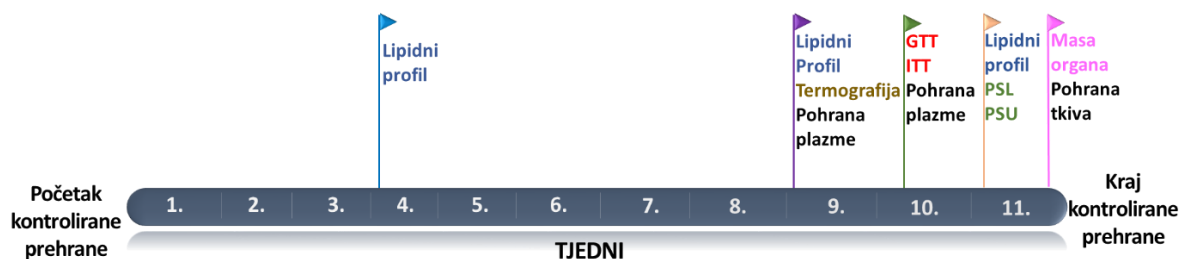 Lipidni
profil
Lipidni
Profil
Termografija
Pohrana
plazme
GTT
ITT
Pohrana
plazme
Lipidni
profil
PSL
PSU
Masa
organa
Pohrana
tkiva
Početak
kontrolirane
prehrane
1. 2. 3. 4. 5. 6. 7. 8. 9. 10. 11.
Kraj
kontrolirane
prehrane
TJEDNI